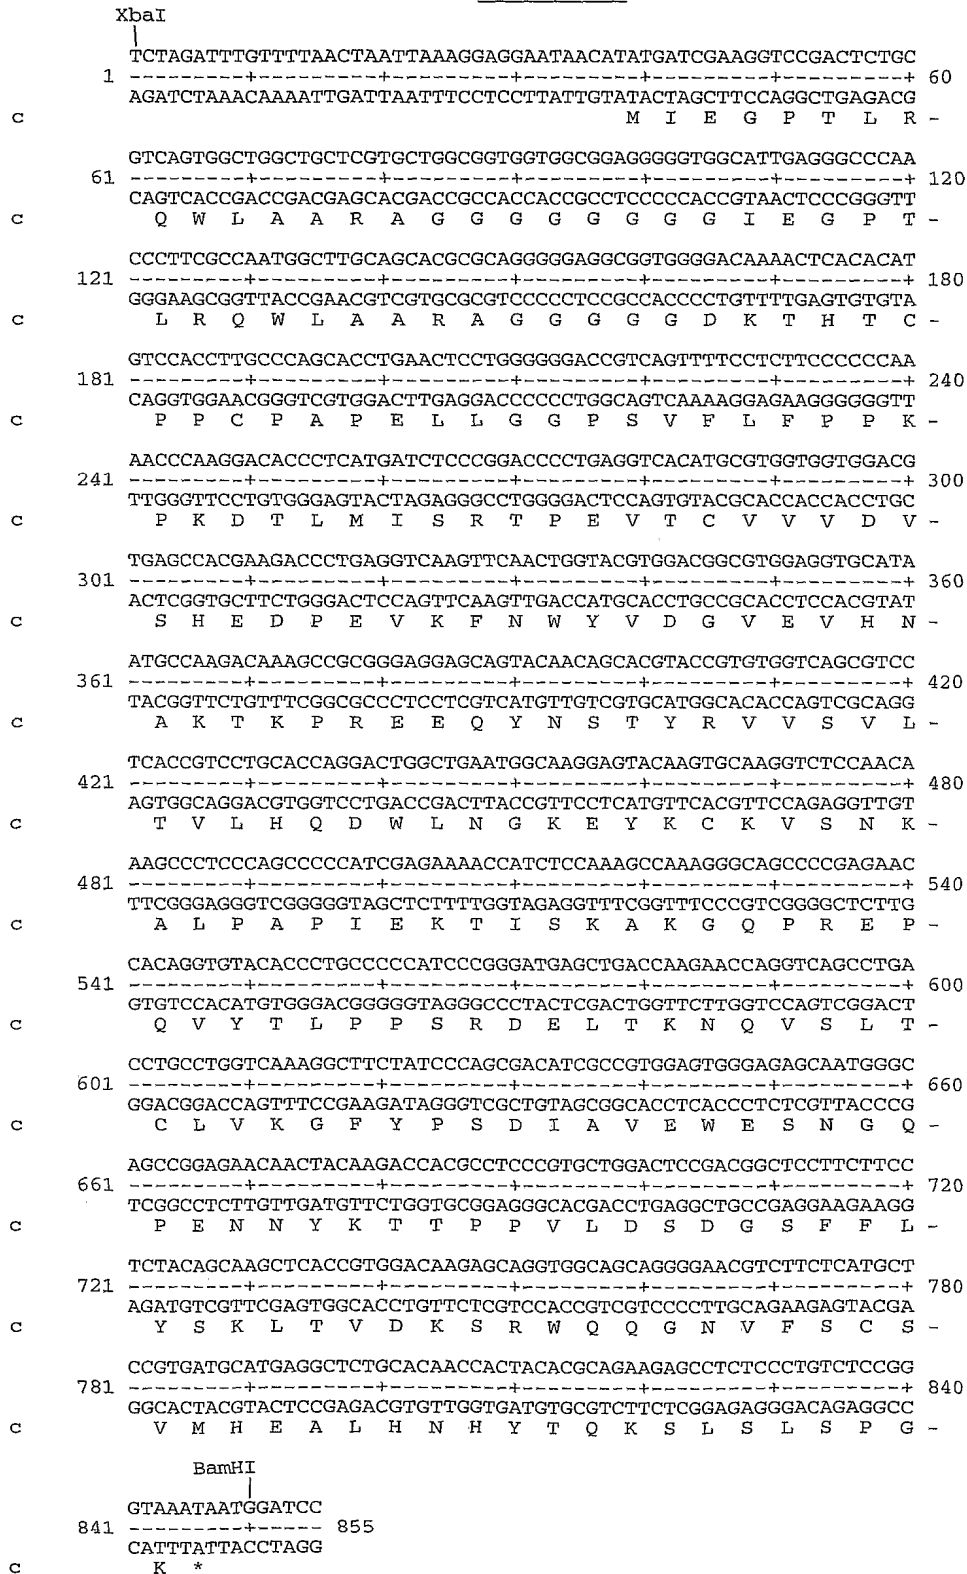 XbaI
|
TCTAGATTTGTTTTAACTAATTAAAGGAGGAATAACATATGATCGAAGGTCCGACTCTGC
1 ---------+---------+---------+---------+---------+---------+ 60
AGATCTAAACAAAATTGATTAATTTCCTCCTTATTGTATACTAGCTTCCAGGCTGAGACG
c M I E G P T L R -
GTCAGTGGCTGGCTGCTCGTGCTGGCGGTGGTGGCGGAGGGGGTGGCATTGAGGGCCCAA
61 ---------+---------+---------+---------+---------+---------+ 120
CAGTCACCGACCGACGAGCACGACCGCCACCACCGCCTCCCCCACCGTAACTCCCGGGTT
c Q W L A A R A G G G G G G G G I E G P T -
CCCTTCGCCAATGGCTTGCAGCACGCGCAGGGGGAGGCGGTGGGGACAAAACTCACACAT
121 ---------+---------+---------+---------+---------+---------+ 180
GGGAAGCGGTTACCGAACGTCGTGCGCGTCCCCCTCCGCCACCCCTGTTTTGAGTGTGTA
c L R Q W L A A R A G G G G G D K T H T C -
GTCCACCTTGCCCAGCACCTGAACTCCTGGGGGGACCGTCAGTTTTCCTCTTCCCCCCAA
181 ---------+---------+---------+---------+---------+---------+ 240
CAGGTGGAACGGGTCGTGGACTTGAGGACCCCCCTGGCAGTCAAAAGGAGAAGGGGGGTT
c P P C P A P E L L G G P S V F L F P P K -
AACCCAAGGACACCCTCATGATCTCCCGGACCCCTGAGGTCACATGCGTGGTGGTGGACG
241 ---------+---------+---------+---------+---------+---------+ 300
TTGGGTTCCTGTGGGAGTACTAGAGGGCCTGGGGACTCCAGTGTACGCACCACCACCTGC
c P K D T L M I S R T P E V T C V V V D V -
TGAGCCACGAAGACCCTGAGGTCAAGTTCAACTGGTACGTGGACGGCGTGGAGGTGCATA
301 ---------+---------+---------+---------+---------+---------+ 360
ACTCGGTGCTTCTGGGACTCCAGTTCAAGTTGACCATGCACCTGCCGCACCTCCACGTAT
c S H E D P E V K F N W Y V D G V E V H N -
ATGCCAAGACAAAGCCGCGGGAGGAGCAGTACAACAGCACGTACCGTGTGGTCAGCGTCC
361 ---------+---------+---------+---------+---------+---------+ 420
TACGGTTCTGTTTCGGCGCCCTCCTCGTCATGTTGTCGTGCATGGCACACCAGTCGCAGG
c A K T K P R E E Q Y N S T Y R V V S V L -
TCACCGTCCTGCACCAGGACTGGCTGAATGGCAAGGAGTACAAGTGCAAGGTCTCCAACA
421 ---------+---------+---------+---------+---------+---------+ 480
AGTGGCAGGACGTGGTCCTGACCGACTTACCGTTCCTCATGTTCACGTTCCAGAGGTTGT
c T V L H Q D W L N G K E Y K C K V S N K -
AAGCCCTCCCAGCCCCCATCGAGAAAACCATCTCCAAAGCCAAAGGGCAGCCCCGAGAAC
481 ---------+---------+---------+---------+---------+---------+ 540
TTCGGGAGGGTCGGGGGTAGCTCTTTTGGTAGAGGTTTCGGTTTCCCGTCGGGGCTCTTG
c A L P A P I E K T I S K A K G Q P R E P -
CACAGGTGTACACCCTGCCCCCATCCCGGGATGAGCTGACCAAGAACCAGGTCAGCCTGA
541 ---------+---------+---------+---------+---------+---------+ 600
GTGTCCACATGTGGGACGGGGGTAGGGCCCTACTCGACTGGTTCTTGGTCCAGTCGGACT
c Q V Y T L P P S R D E L T K N Q V S L T -
CCTGCCTGGTCAAAGGCTTCTATCCCAGCGACATCGCCGTGGAGTGGGAGAGCAATGGGC
601 ---------+---------+---------+---------+---------+---------+ 660
GGACGGACCAGTTTCCGAAGATAGGGTCGCTGTAGCGGCACCTCACCCTCTCGTTACCCG
c C L V K G F Y P S D I A V E W E S N G Q -
AGCCGGAGAACAACTACAAGACCACGCCTCCCGTGCTGGACTCCGACGGCTCCTTCTTCC
661 ---------+---------+---------+---------+---------+---------+ 720
TCGGCCTCTTGTTGATGTTCTGGTGCGGAGGGCACGACCTGAGGCTGCCGAGGAAGAAGG
c P E N N Y K T T P P V L D S D G S F F L -
TCTACAGCAAGCTCACCGTGGACAAGAGCAGGTGGCAGCAGGGGAACGTCTTCTCATGCT
721 ---------+---------+---------+---------+---------+---------+ 780
AGATGTCGTTCGAGTGGCACCTGTTCTCGTCCACCGTCGTCCCCTTGCAGAAGAGTACGA
c Y S K L T V D K S R W Q Q G N V F S C S -
CCGTGATGCATGAGGCTCTGCACAACCACTACACGCAGAAGAGCCTCTCCCTGTCTCCGG
781 ---------+---------+---------+---------+---------+---------+ 840
GGCACTACGTACTCCGAGACGTGTTGGTGATGTGCGTCTTCTCGGAGAGGGACAGAGGCC
c V M H E A L H N H Y T Q K S L S L S P G -
BamHI
|
GTAAATAATGGATCC
841 ---------+----- 855
CATTTATTACCTAGG
c K *